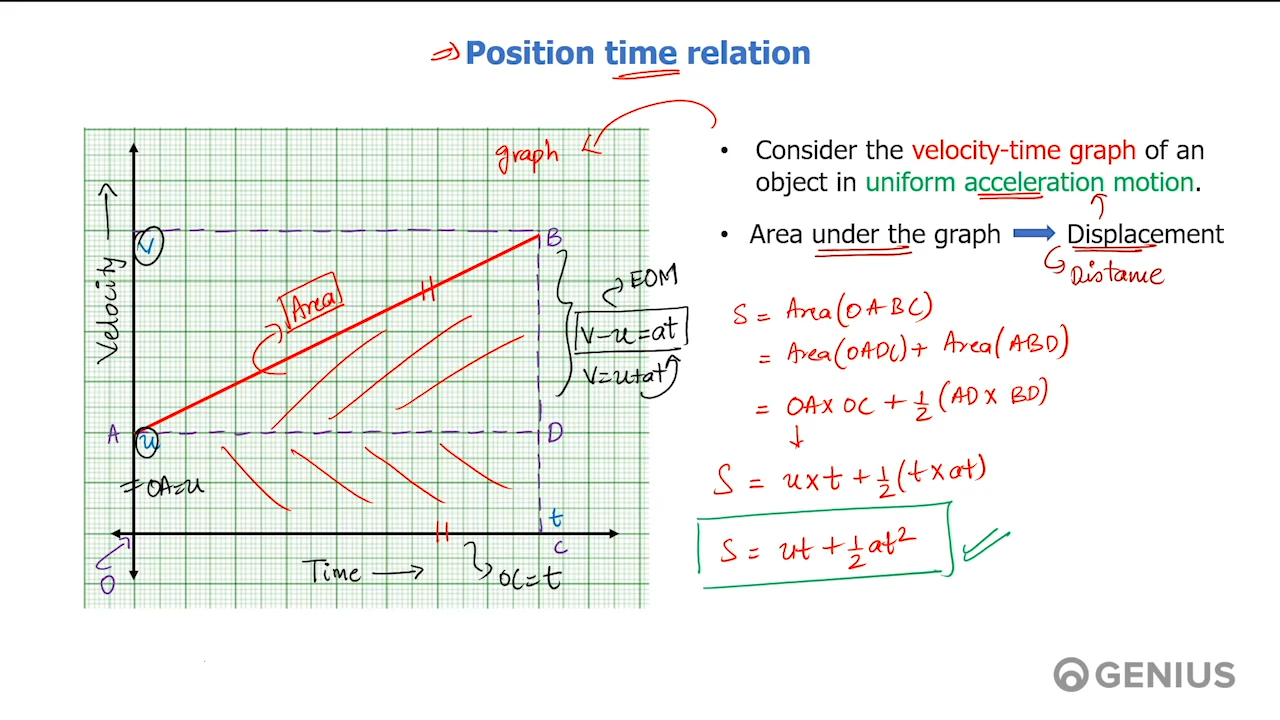 ⇒ Position time relation
graph
• Consider the velocity-time graph of an
object in uniform acceleration motion.
• Area under the graph ➡ Displacement
Distance
Velocity →
V
B
Area
EOM
V-u=at
V=u+at
A
u
D
OA=u
t
O
C
Time →
OC=t
S = Area(OABC)
= Area(OADC) + Area(ABD)
= OA × OC + 1/2 (AD × BD)
S = u×t + 1/2 (t×at)
S = ut + 1/2 at²
GENIUS